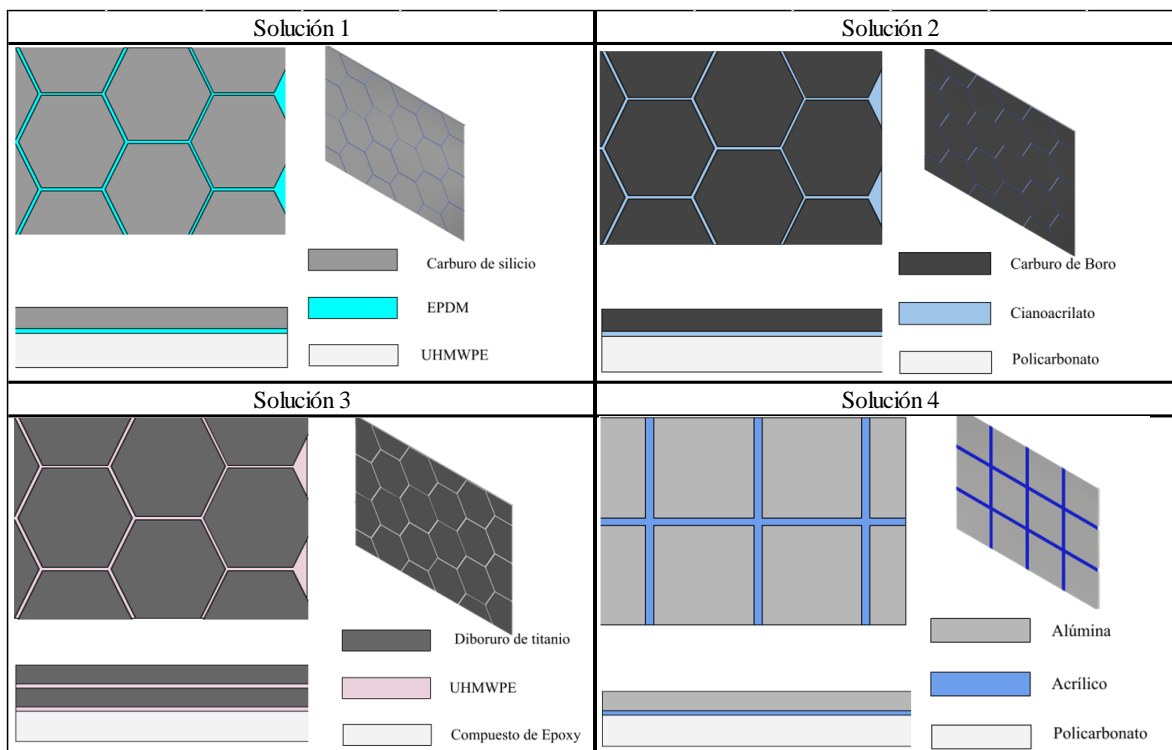 Solución 1
Solución 2
Carburo de silicio
EPDM
UHMWPE
Carburo de Boro
Cianoacrilato
Policarbonato
Solución 3
Solución 4
Diboruro de titanio
UHMWPE
Compuesto de Epoxy
Alúmina
Acrílico
Policarbonato